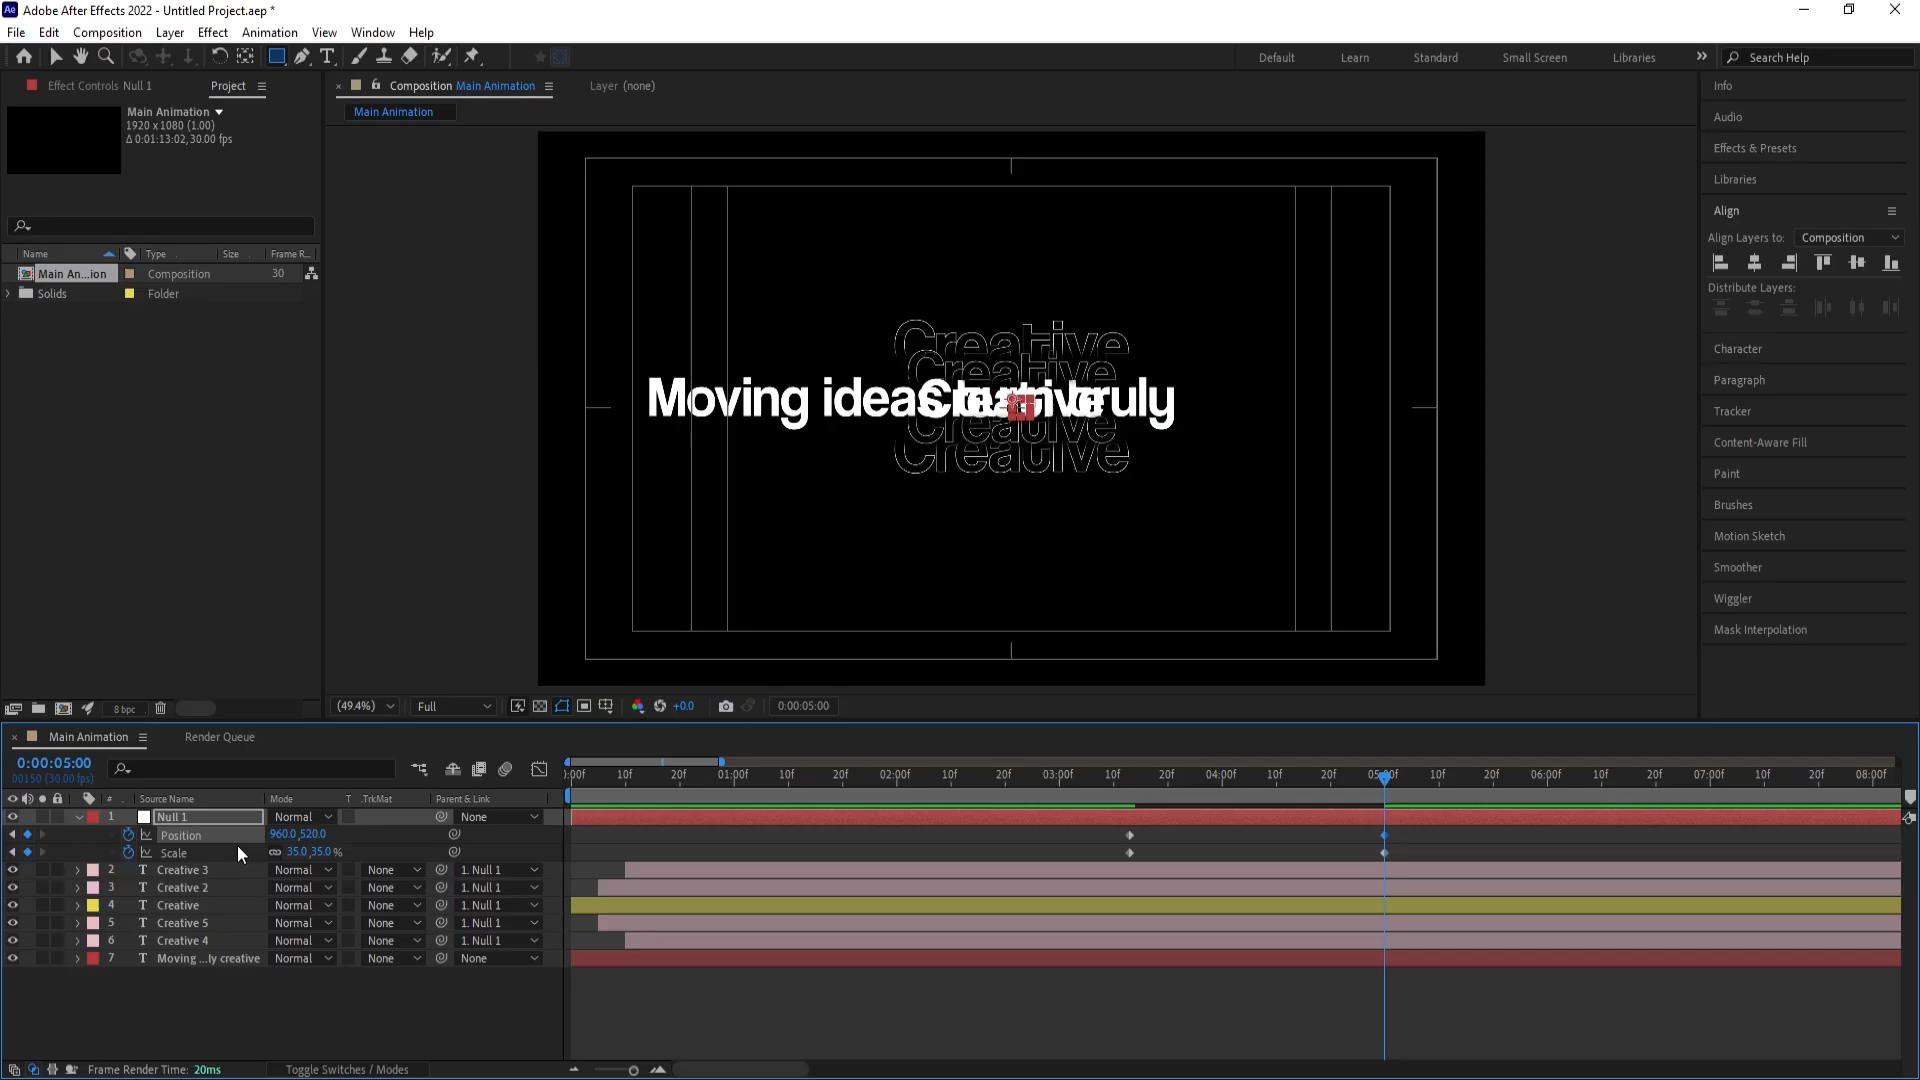 Adobe After Effects 2022 - Untitled Project.aep *
File Edit Composition Layer Effect Animation View Window Help
Default Learn Standard Small Screen Libraries Search Help
Effect Controls Null 1 Project
Composition Main Animation Layer (none)
Main Animation
1920 x 1080 (1.00)
Δ 0:01:13:02, 30.00 fps
Main Animation
Name Type Size Frame R...
Main An...ion Composition 30
Solids Folder
Creative
Creative
Moving ideas
Creative
truly
Creative
Creative
Info
Audio
Effects & Presets
Libraries
Align
Align Layers to: Composition
Distribute Layers:
Character
Paragraph
Tracker
Content-Aware Fill
Paint
Brushes
Motion Sketch
Smoother
Wiggler
Mask Interpolation
8 bpc
(49.4%) Full +0.0 0:00:05:00
Main Animation Render Queue
0:00:05:00
00150 (30.00 fps)
:00f 10f 20f 01:00f 10f 20f 02:00f 10f 20f 03:00f 10f 20f 04:00f 10f 20f 05:00f 10f 20f 06:00f 10f 20f 07:00f 10f 20f 08:00f
# Source Name Mode T .TrkMat Parent & Link
1 Null 1 Normal None
Position 960.0,520.0
Scale 35.0,35.0 %
2 T Creative 3 Normal None 1. Null 1
3 T Creative 2 Normal None 1. Null 1
4 T Creative Normal None 1. Null 1
5 T Creative 5 Normal None 1. Null 1
6 T Creative 4 Normal None 1. Null 1
7 T Moving ...ly creative Normal None None
Frame Render Time: 20ms Toggle Switches / Modes